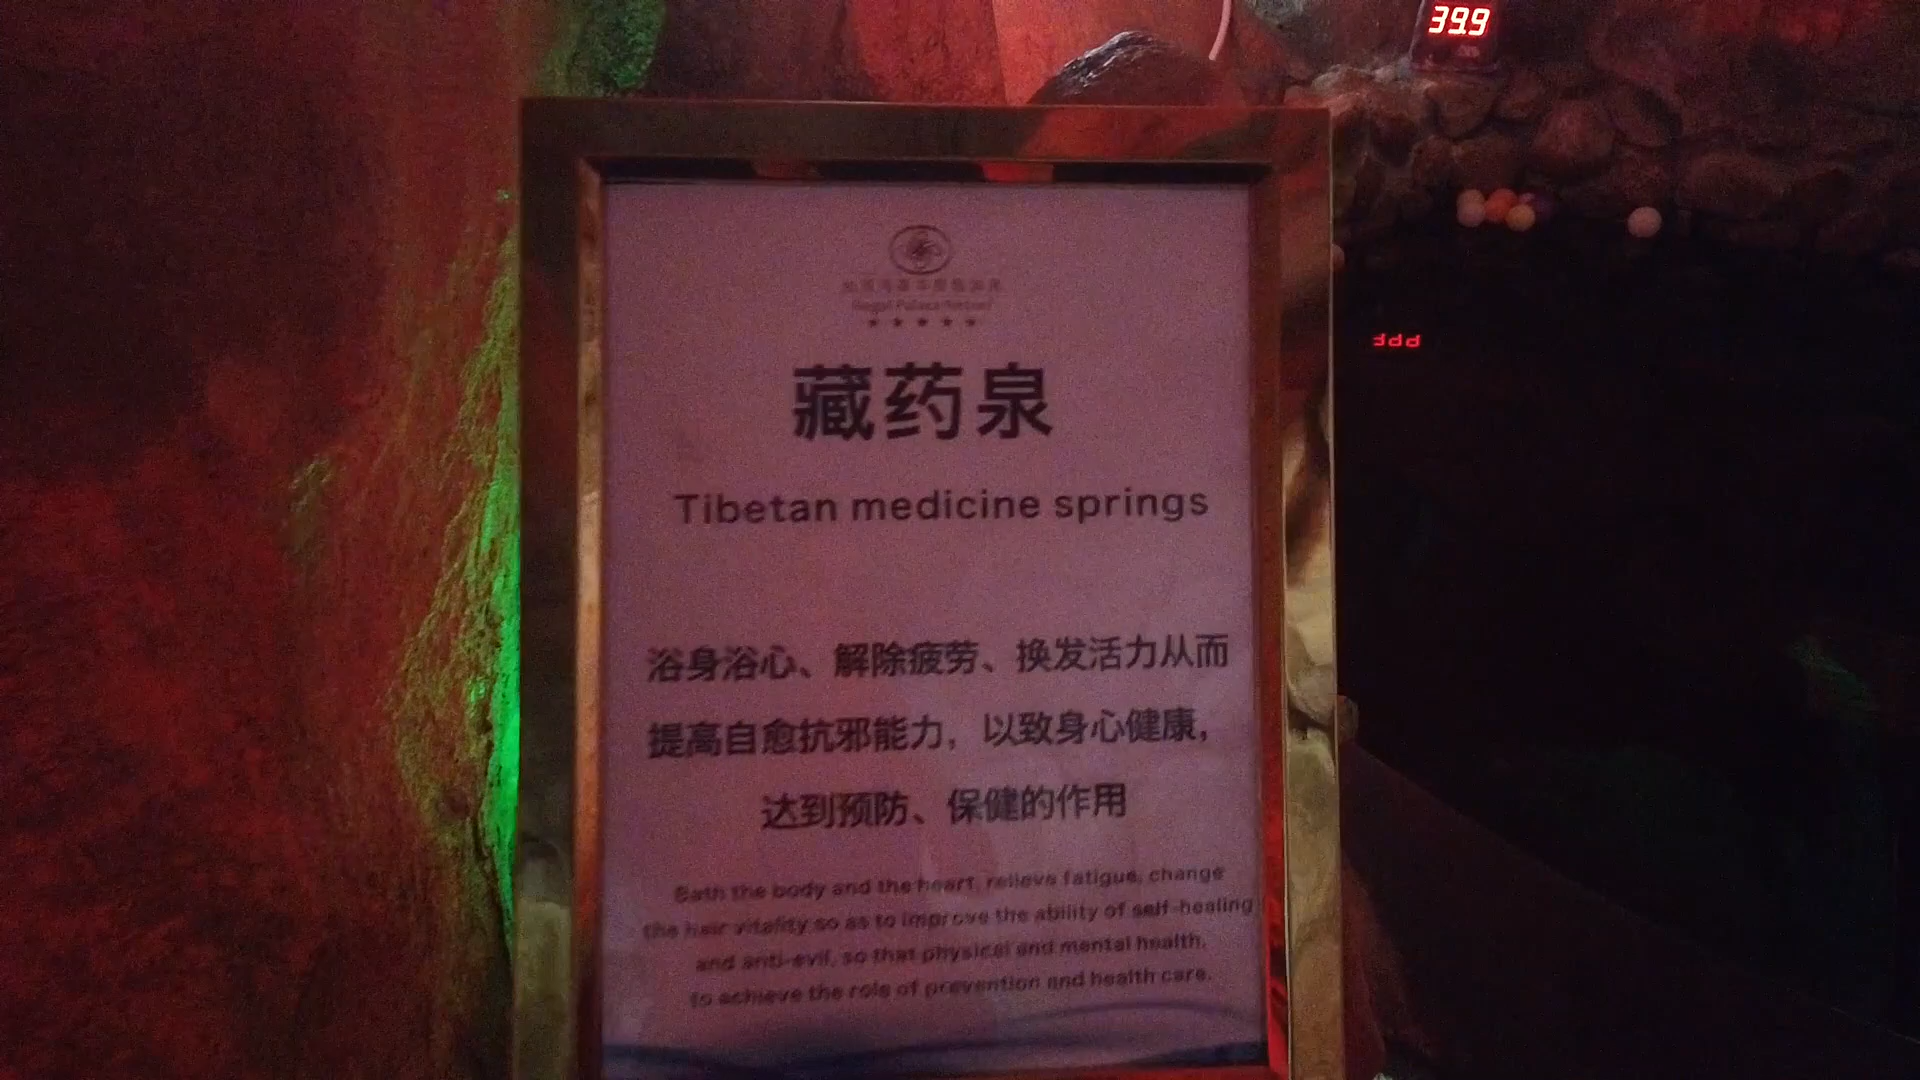 39.9
藏药泉
Tibetan medicine springs
浴身浴心、解除疲劳、换发活力从而
提高自愈抗邪能力，以致身心健康，
达到预防、保健的作用
Bath the body and the heart, relieve fatigue, change
the hair vitality so as to improve the ability of self-healing
and anti-evil, so that physical and mental health,
to achieve the role of prevention and health care.